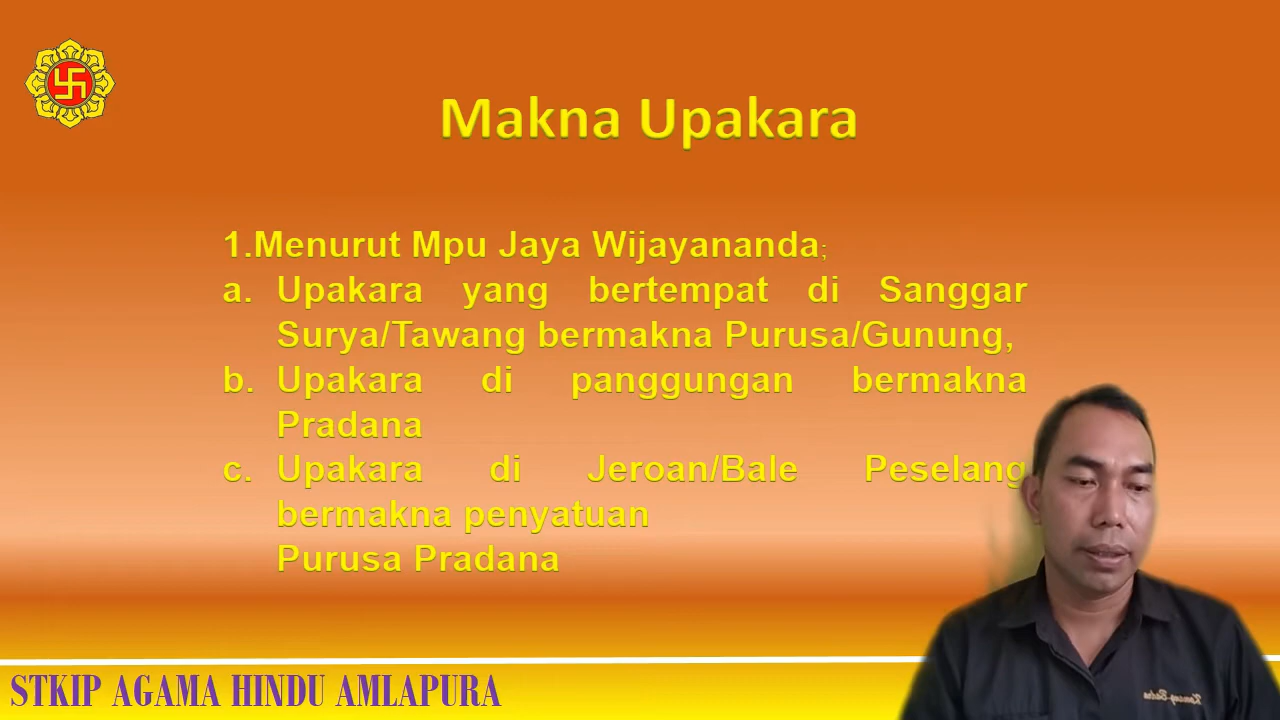 Makna Upakara
1.Menurut Mpu Jaya Wijayananda;
a. Upakara yang bertempat di Sanggar
Surya/Tawang bermakna Purusa/Gunung,
b. Upakara di panggungan bermakna
Pradana
c. Upakara di Jeroan/Bale Peselang
bermakna penyatuan
Purusa Pradana
STKIP AGAMA HINDU AMLAPURA